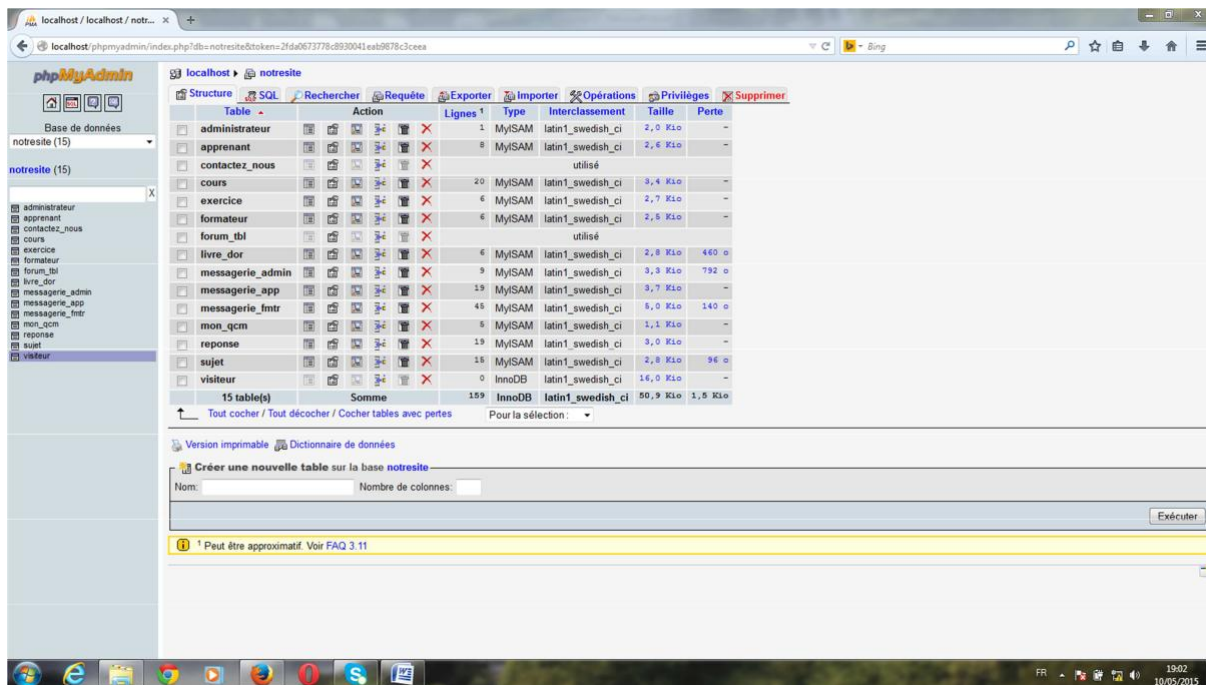 localhost / localhost / notr... × +
localhost/phpmyadmin/index.php?db=notresite&token=2fda0673778c8930041eab9878c3ceea
Bing
phpMyAdmin
Base de données
notresite (15)
notresite (15)
X
administrateur
apprenant
contactez_nous
cours
exercice
formateur
forum_tbl
livre_dor
messagerie_admin
messagerie_app
messagerie_fmtr
mon_qcm
reponse
sujet
visiteur
localhost ▸ notresite
Structure SQL Rechercher Requête Exporter Importer Opérations Privilèges Supprimer
Table Action Lignes 1 Type Interclassement Taille Perte
administrateur 1 MyISAM latin1_swedish_ci 2,0 Kio -
apprenant 8 MyISAM latin1_swedish_ci 2,6 Kio -
contactez_nous utilisé
cours 20 MyISAM latin1_swedish_ci 3,4 Kio -
exercice 6 MyISAM latin1_swedish_ci 2,7 Kio -
formateur 6 MyISAM latin1_swedish_ci 2,5 Kio -
forum_tbl utilisé
livre_dor 6 MyISAM latin1_swedish_ci 2,8 Kio 460 o
messagerie_admin 9 MyISAM latin1_swedish_ci 3,3 Kio 792 o
messagerie_app 19 MyISAM latin1_swedish_ci 3,7 Kio -
messagerie_fmtr 45 MyISAM latin1_swedish_ci 5,0 Kio 140 o
mon_qcm 5 MyISAM latin1_swedish_ci 1,1 Kio -
reponse 19 MyISAM latin1_swedish_ci 3,0 Kio -
sujet 15 MyISAM latin1_swedish_ci 2,8 Kio 96 o
visiteur 0 InnoDB latin1_swedish_ci 16,0 Kio -
15 table(s) Somme 159 InnoDB latin1_swedish_ci 50,9 Kio 1,5 Kio
Tout cocher / Tout décocher / Cocher tables avec pertes Pour la sélection :
Version imprimable Dictionnaire de données
Créer une nouvelle table sur la base notresite
Nom: Nombre de colonnes:
Exécuter
1 Peut être approximatif. Voir FAQ 3.11
FR 19:02
10/05/2015